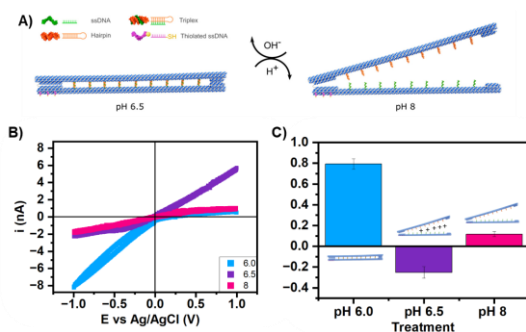 A)
ssDNA
Triplex
Hairpin
Thiolated ssDNA
SH
OH⁻
H⁺
pH 6.5
pH 8
B)
i (nA)
8
6
4
2
0
−2
−4
−6
−8
−1.0
−0.5
0.0
0.5
1.0
E vs Ag/AgCl (V)
6.0
6.5
8
C)
0.8
0.6
0.4
0.2
0.0
−0.2
−0.4
+++++
pH 6.0
pH 6.5
pH 8
Treatment